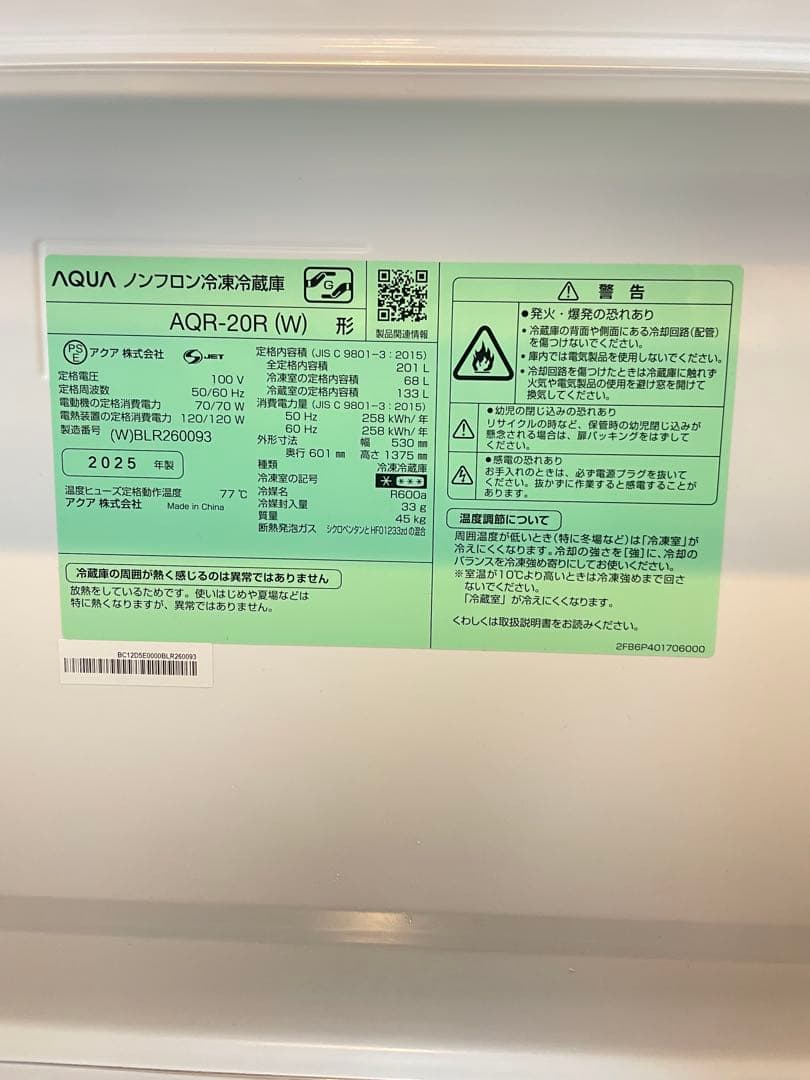 AQUA ノンフロン冷凍冷蔵庫
G
AQR-20R (W) 形
製品関連情報
PS
E
アクア 株式会社
JET
定格電圧 100 V
定格周波数 50/60 Hz
電動機の定格消費電力 70/70 W
電熱装置の定格消費電力 120/120 W
製造番号 (W)BLR260093
2025 年製
温度ヒューズ定格動作温度 77℃
アクア 株式会社 Made in China
定格内容積 (JIS C 9801-3 : 2015)
全定格内容積 201 L
冷凍室の定格内容積 68 L
冷蔵室の定格内容積 133 L
消費電力量 (JIS C 9801-3 : 2015)
50 Hz 258 kWh/年
60 Hz 258 kWh/年
外形寸法 幅 530 mm
奥行 601 mm 高さ 1375 mm
種類 冷凍冷蔵庫
冷凍室の記号
冷媒名 R600a
冷媒封入量 33 g
質量 45 kg
断熱発泡ガス シクロペンタンとHFO1233zdの混合
冷蔵庫の周囲が熱く感じるのは異常ではありません
放熱をしているためです。使いはじめや夏場などは
特に熱くなりますが、異常ではありません。
警 告
●発火・爆発の恐れあり
・冷蔵庫の背面や側面にある冷却回路(配管)
を傷つけないでください。
・庫内では電気製品を使用しないでください。
・冷却回路を傷つけたときは冷蔵庫に触れず
火気や電気製品の使用を避け窓を開けて
換気してください。
●幼児の閉じ込みの恐れあり
リサイクルの時など、保管時の幼児閉じ込みが
懸念される場合は、扉パッキングをはずして
ください。
●感電の恐れあり
お手入れのときは、必ず電源プラグを抜いて
ください。抜かずに作業すると感電することが
あります。
温度調節について
周囲温度が低いとき(特に冬場など)は「冷凍室」が
冷えにくくなります。冷却の強さを[強]に、冷却の
バランスを冷凍強め寄りにしてお使いください。
※室温が10℃より高いときは冷凍強めまで回さ
ないでください。
「冷蔵室」が冷えにくくなります。
くわしくは取扱説明書をお読みください。
2FB6P401706000
BC12D5E0000BLR260093